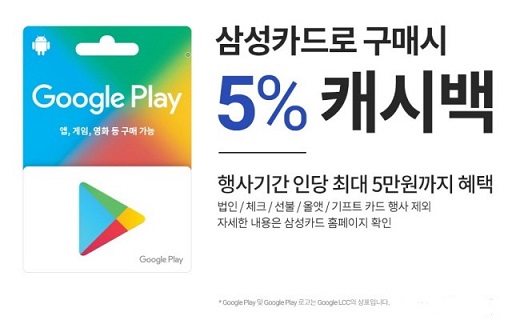 Google Play
앱, 게임, 영화 등 구매 가능
Google Play
삼성카드로 구매시
5% 캐시백
행사기간 인당 최대 5만원까지 혜택
법인 / 체크 / 선불 / 올앳 / 기프트 카드 행사 제외
자세한 내용은 삼성카드 홈페이지 확인
* Google Play 및 Google Play 로고는 Google LCC의 상표입니다.